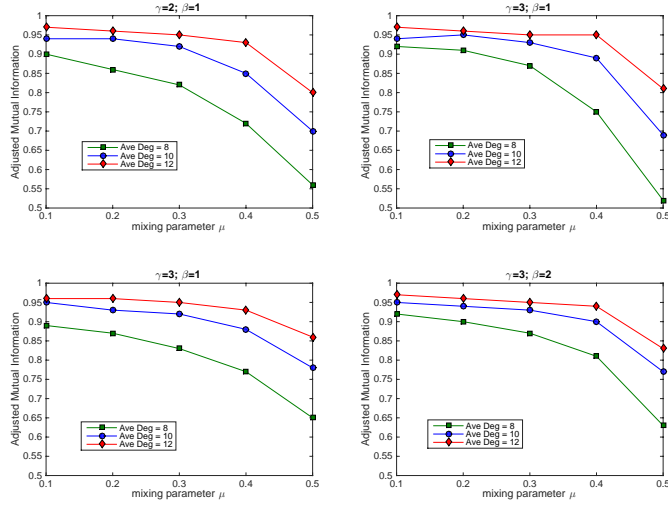 γ=2; β=1
Adjusted Mutual Information
1
0.95
0.9
0.85
0.8
0.75
0.7
0.65
0.6
0.55
0.5
Ave Deg = 8
Ave Deg = 10
Ave Deg = 12
0.1 0.2 0.3 0.4 0.5
mixing parameter μ
γ=3; β=1
Adjusted Mutual Information
1
0.95
0.9
0.85
0.8
0.75
0.7
0.65
0.6
0.55
0.5
Ave Deg = 8
Ave Deg = 10
Ave Deg = 12
0.1 0.2 0.3 0.4 0.5
mixing parameter μ
γ=3; β=1
Adjusted Mutual Information
1
0.95
0.9
0.85
0.8
0.75
0.7
0.65
0.6
0.55
0.5
Ave Deg = 8
Ave Deg = 10
Ave Deg = 12
0.1 0.2 0.3 0.4 0.5
mixing parameter μ
γ=3; β=2
Adjusted Mutual Information
1
0.95
0.9
0.85
0.8
0.75
0.7
0.65
0.6
0.55
0.5
Ave Deg = 8
Ave Deg = 10
Ave Deg = 12
0.1 0.2 0.3 0.4 0.5
mixing parameter μ